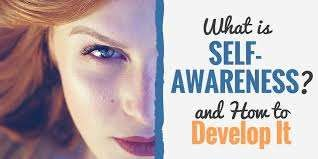 What is
SELF-
AWARENESS?
and How to
Develop It